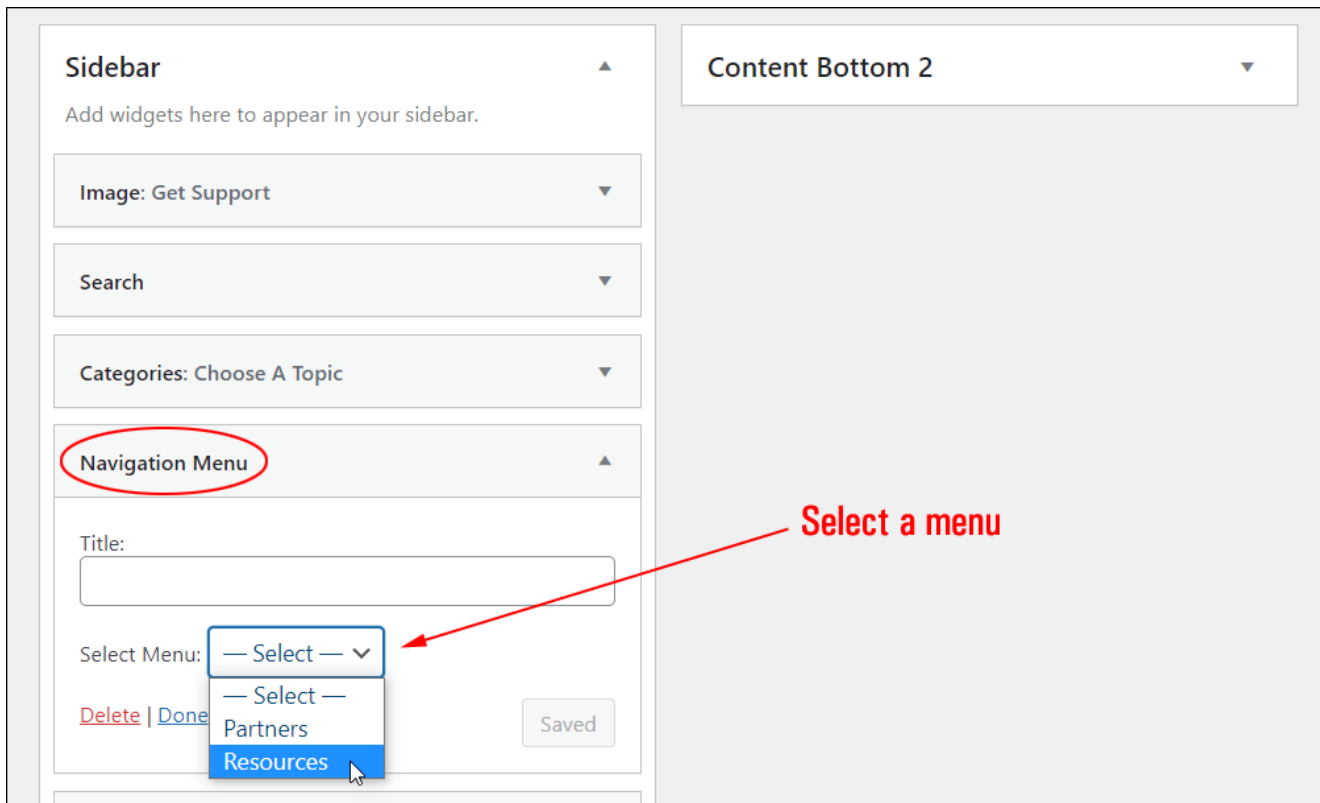 Sidebar
Add widgets here to appear in your sidebar.
Image: Get Support
Search
Categories: Choose A Topic
Navigation Menu
Title:
Select Menu: — Select —
— Select —
Partners
Resources
Delete | Done
Saved
Content Bottom 2
Select a menu